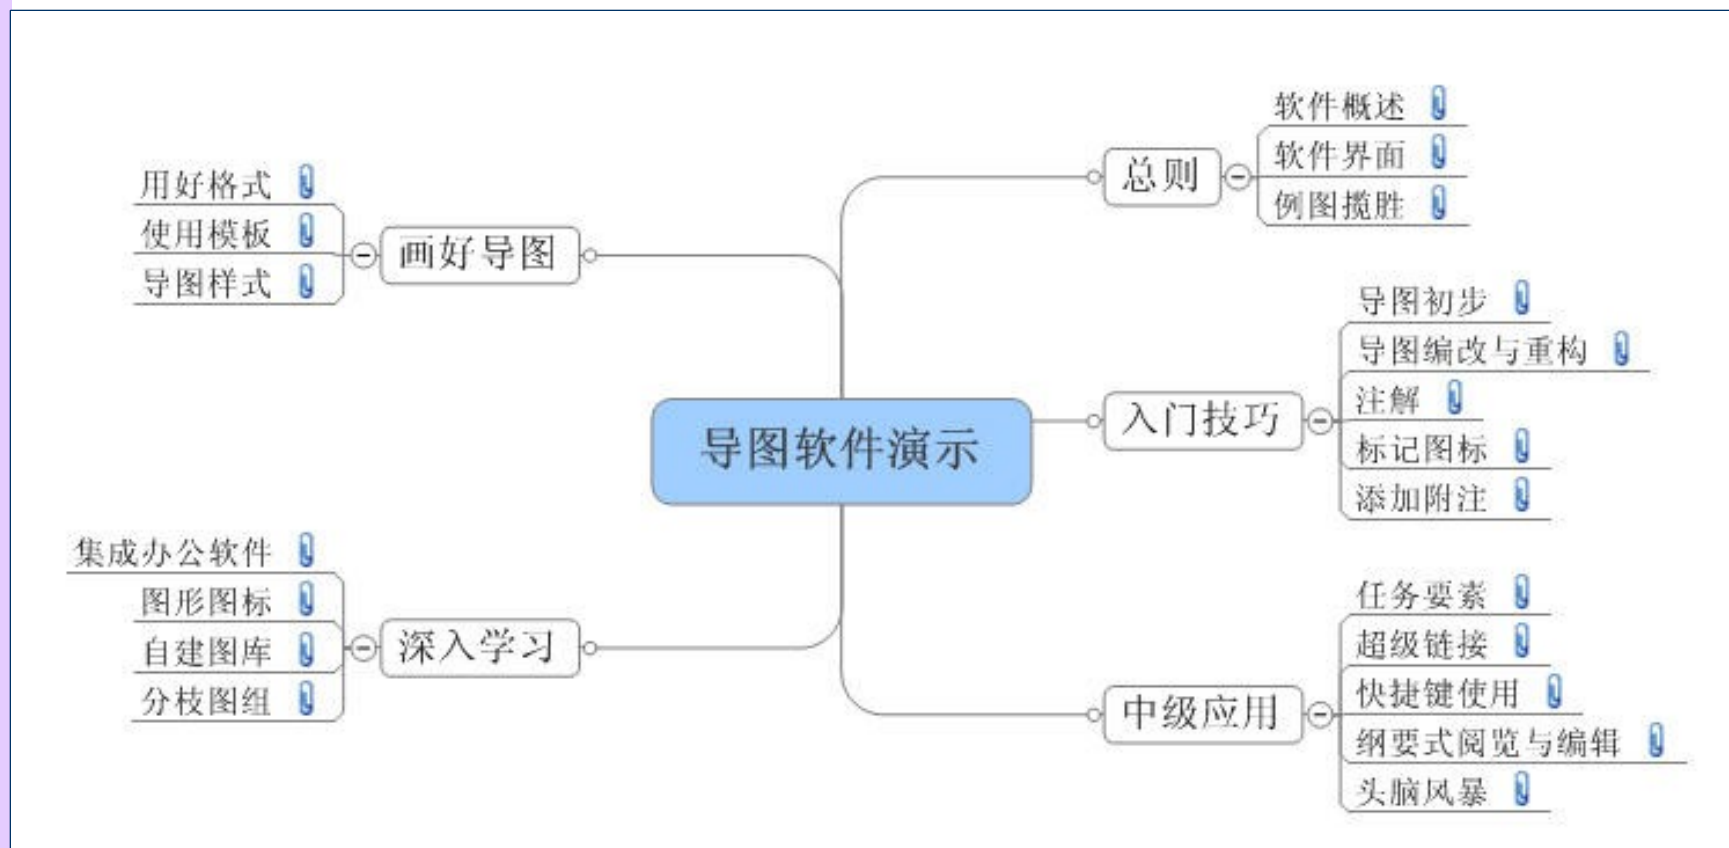 导图软件演示
总则
软件概述
软件界面
例图揽胜
入门技巧
导图初步
导图编改与重构
注解
标记图标
添加附注
中级应用
任务要素
超级链接
快捷键使用
纲要式阅览与编辑
头脑风暴
画好导图
用好格式
使用模板
导图样式
深入学习
集成办公软件
图形图标
自建图库
分枝图组